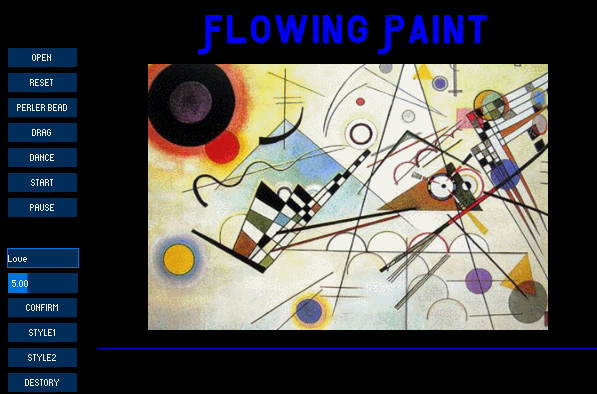 Flowing Paint
OPEN
RESET
PERLER BEAD
DRAG
DANCE
START
PAUSE
Love
5.00
CONFIRM
STYLE1
STYLE2
DESTORY